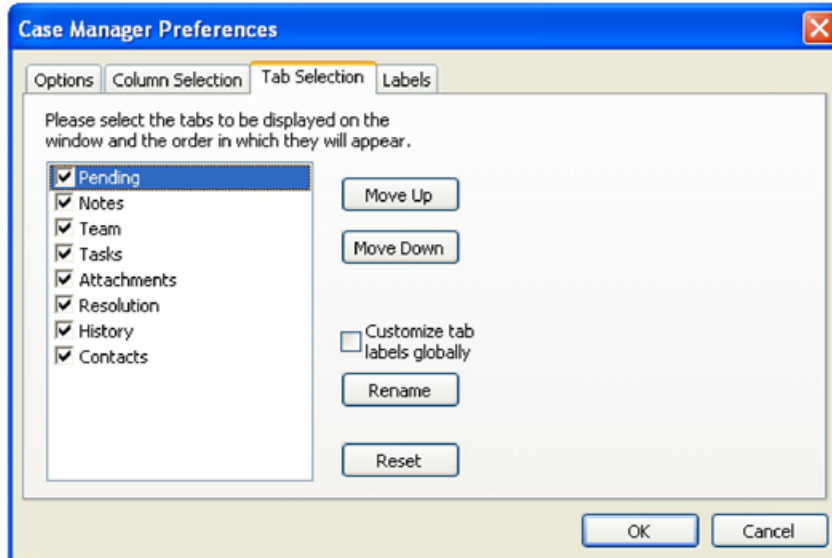 Case Manager Preferences
Options
Column Selection
Tab Selection
Labels
Please select the tabs to be displayed on the
window and the order in which they will appear.
Pending
Notes
Team
Tasks
Attachments
Resolution
History
Contacts
Move Up
Move Down
Customize tab
labels globally
Rename
Reset
OK
Cancel